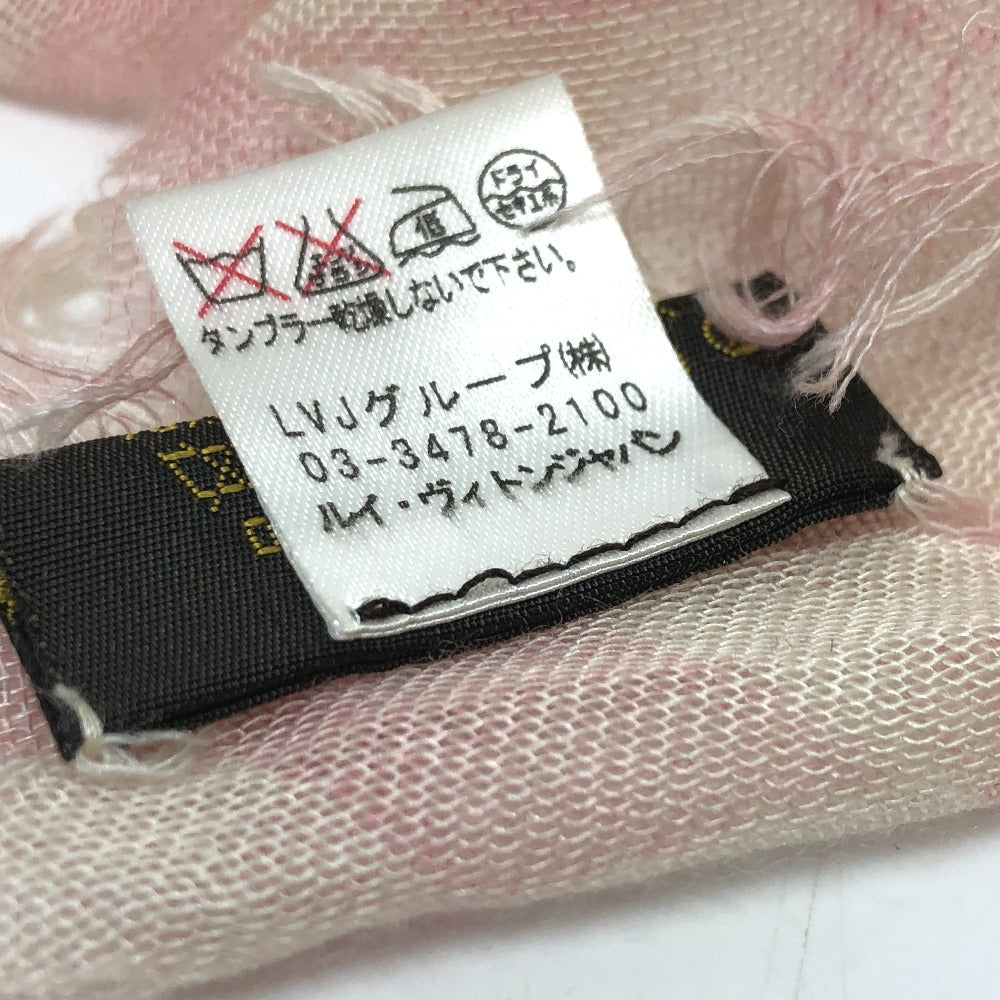 低
ドライ
セキユ系
タンブラー乾燥しないで下さい。
LVJグループ㈱
03-3478-2100
ルイ・ヴィトンジャパン